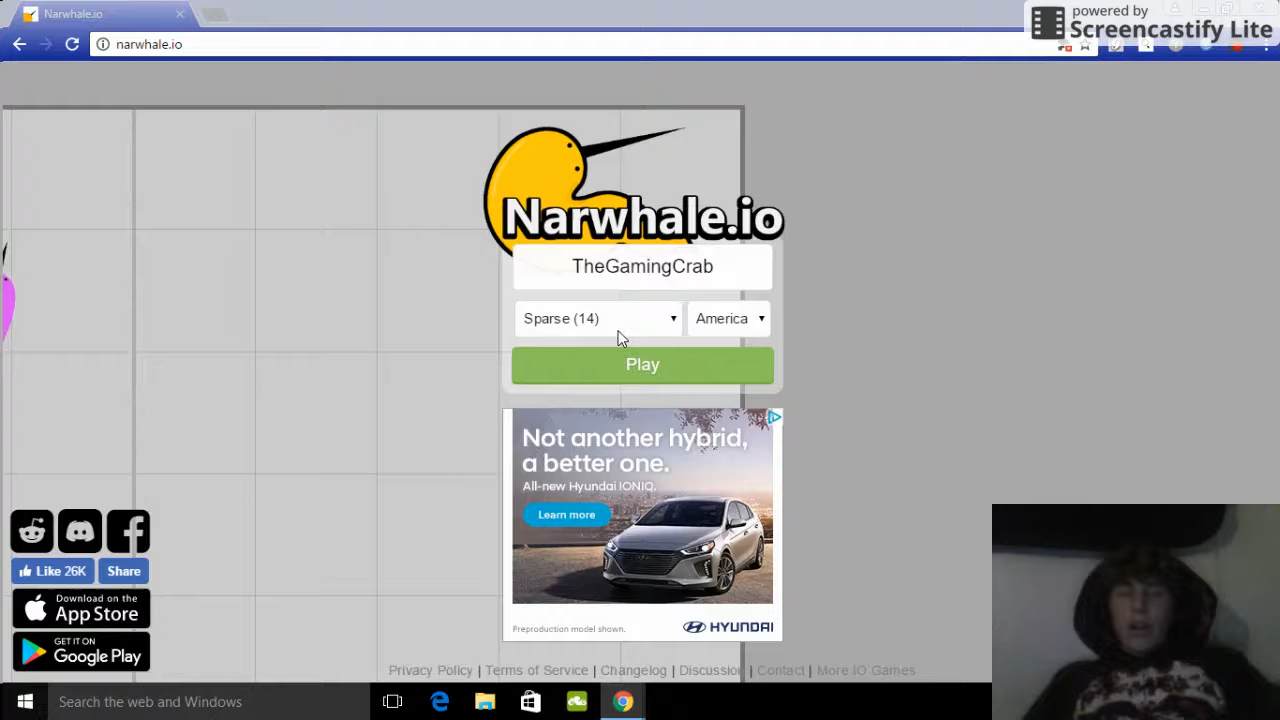 Narwhale.io
powered by
Screencastify Lite
narwhale.io
Narwhale.io
TheGamingCrab
Sparse (14)
America
Play
Not another hybrid,
a better one.
All-new Hyundai IONIQ.
Learn more
Like 26K
Share
Download on the
App Store
GET IT ON
Google Play
Preproduction model shown.
HYUNDAI
Privacy Policy | Terms of Service | Changelog | Discussion | Contact | More IO Games
Search the web and Windows